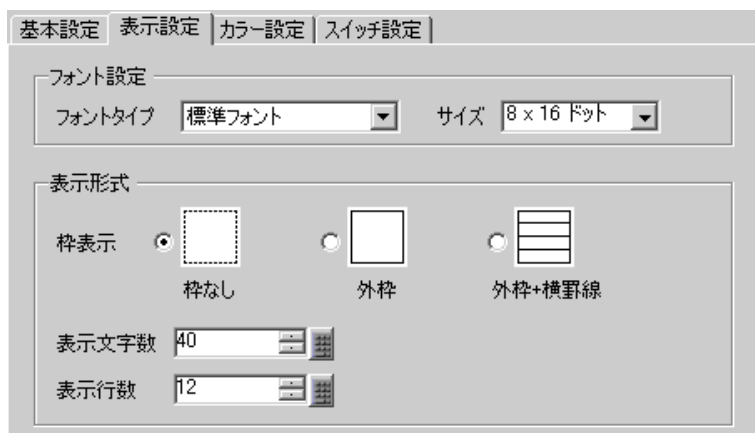 基本設定 表示設定 カラー設定 スイッチ設定
フォント設定
フォントタイプ 標準フォント サイズ 8 x 16 ドット
表示形式
枠表示
枠なし 外枠 外枠+横罫線
表示文字数 40
表示行数 12